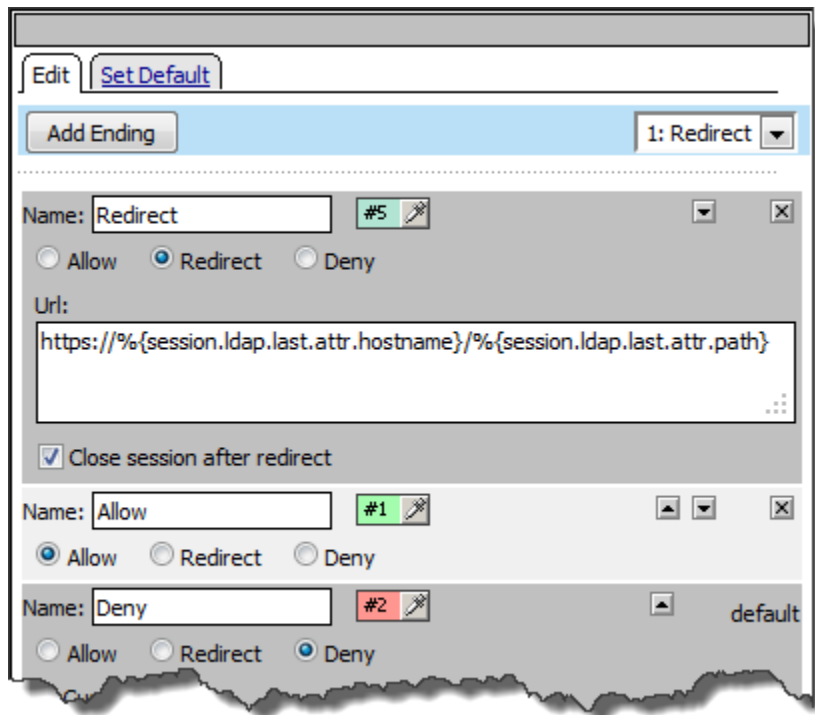 Edit Set Default
Add Ending 1: Redirect
Name: Redirect #5
Allow Redirect Deny
Url:
https://%{session.ldap.last.attr.hostname}/%{session.ldap.last.attr.path}
Close session after redirect
Name: Allow #1
Allow Redirect Deny
Name: Deny #2 default
Allow Redirect Deny